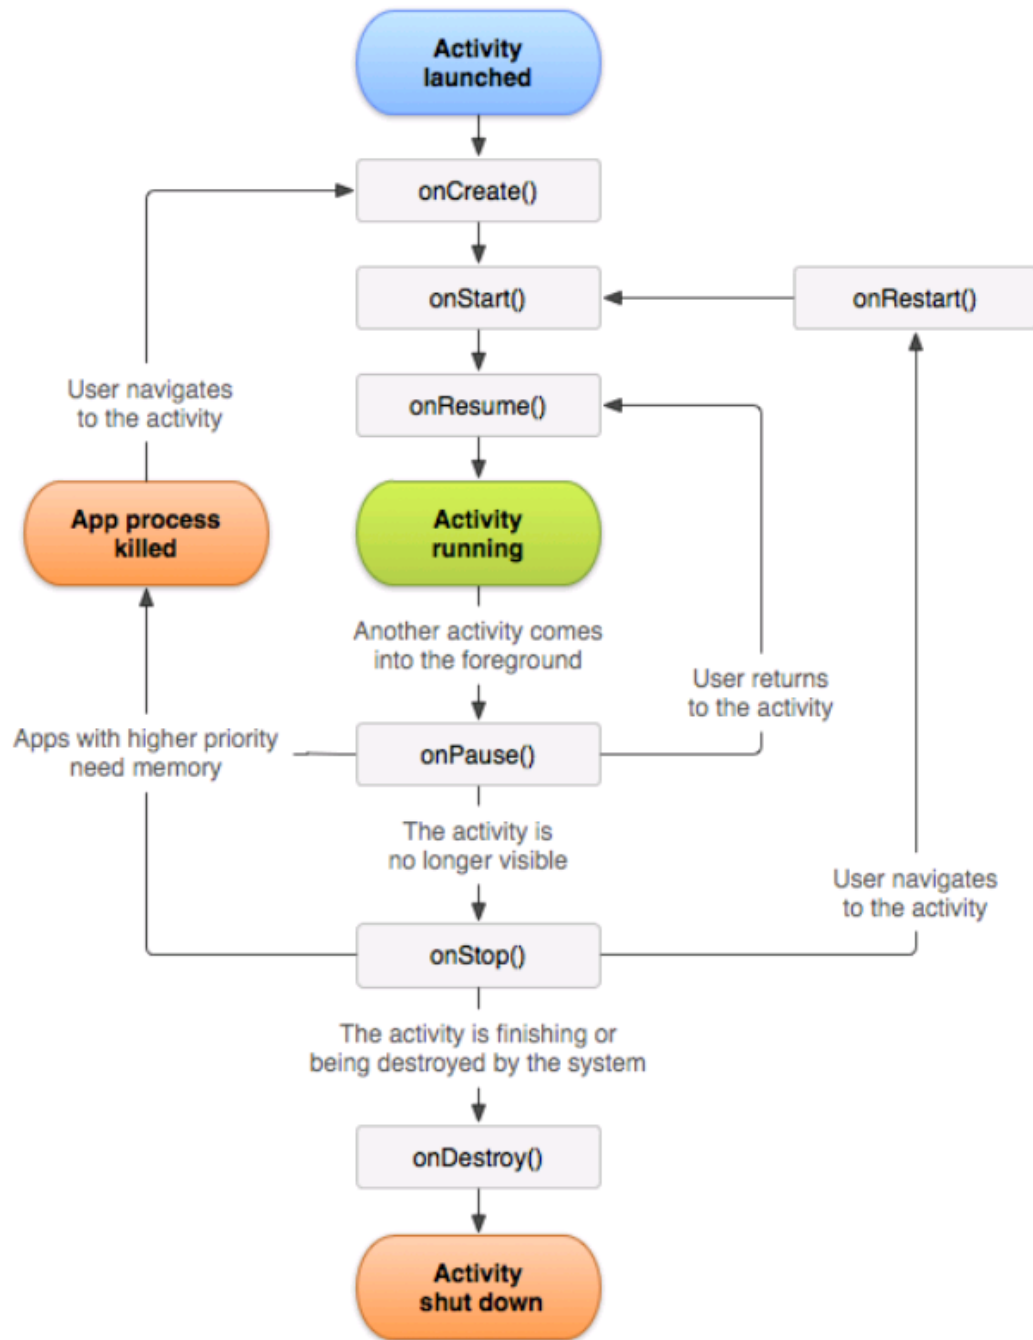 Activity
launched
onCreate()
onStart()
onRestart()
User navigates
to the activity
onResume()
App process
killed
Activity
running
Another activity comes
into the foreground
User returns
to the activity
Apps with higher priority
need memory
onPause()
The activity is
no longer visible
User navigates
to the activity
onStop()
The activity is finishing or
being destroyed by the system
onDestroy()
Activity
shut down